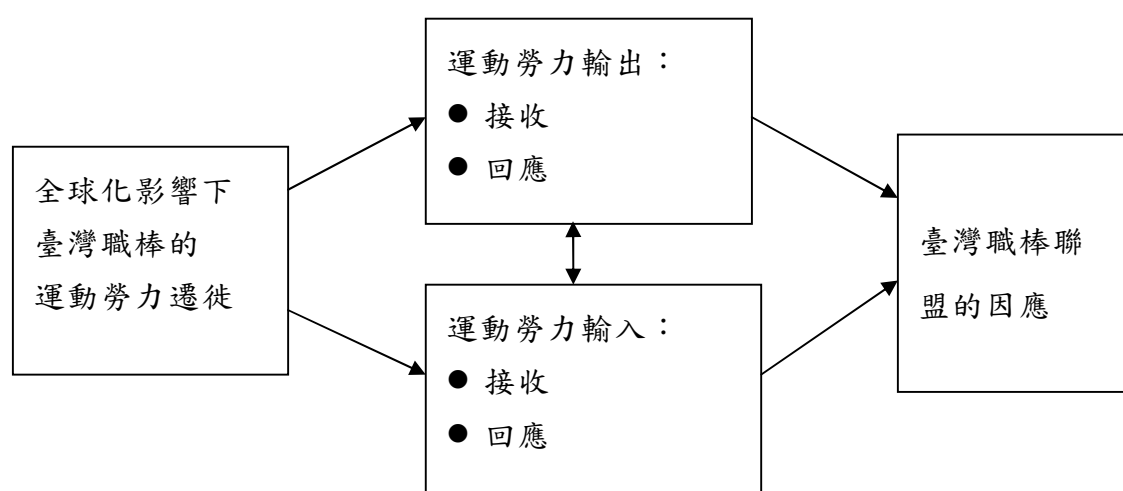 運動勞力輸出：
● 接收
● 回應
全球化影響下
臺灣職棒的
運動勞力遷徙
臺灣職棒聯
盟的因應
運動勞力輸入：
● 接收
● 回應